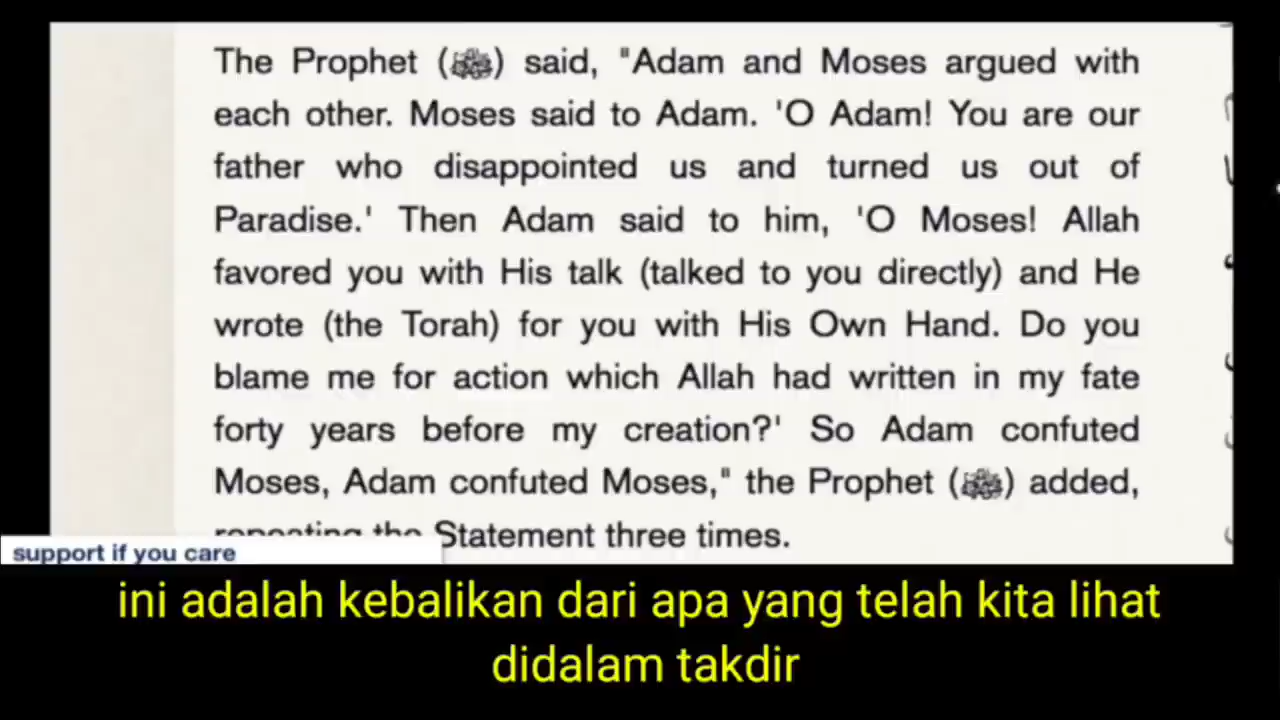 The Prophet (ﷺ) said, "Adam and Moses argued with
each other. Moses said to Adam. 'O Adam! You are our
father who disappointed us and turned us out of
Paradise.' Then Adam said to him, 'O Moses! Allah
favored you with His talk (talked to you directly) and He
wrote (the Torah) for you with His Own Hand. Do you
blame me for action which Allah had written in my fate
forty years before my creation?' So Adam confuted
Moses, Adam confuted Moses," the Prophet (ﷺ) added,
repeating the Statement three times.
support if you care
ini adalah kebalikan dari apa yang telah kita lihat
didalam takdir